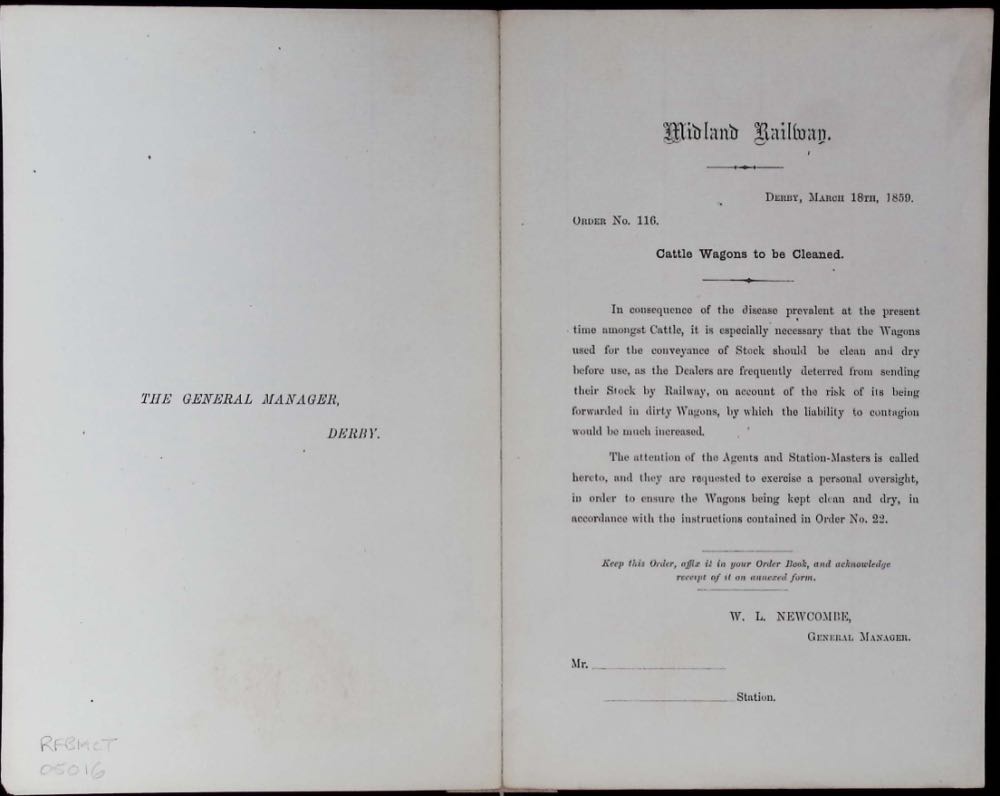 THE GENERAL MANAGER,
DERBY.
RFBMCT
05016
Midland Railway.
DERBY, MARCH 18TH, 1859.
ORDER No. 116.
Cattle Wagons to be Cleaned.
In consequence of the disease prevalent at the present
time amongst Cattle, it is especially necessary that the Wagons
used for the conveyance of Stock should be clean and dry
before use, as the Dealers are frequently deterred from sending
their Stock by Railway, on account of the risk of its being
forwarded in dirty Wagons, by which the liability to contagion
would be much increased.
The attention of the Agents and Station-Masters is called
hereto, and they are requested to exercise a personal oversight,
in order to ensure the Wagons being kept clean and dry, in
accordance with the instructions contained in Order No. 22.
Keep this Order, affix it in your Order Book, and acknowledge
receipt of it on annexed form.
W. L. NEWCOMBE,
GENERAL MANAGER.
Mr.
Station.